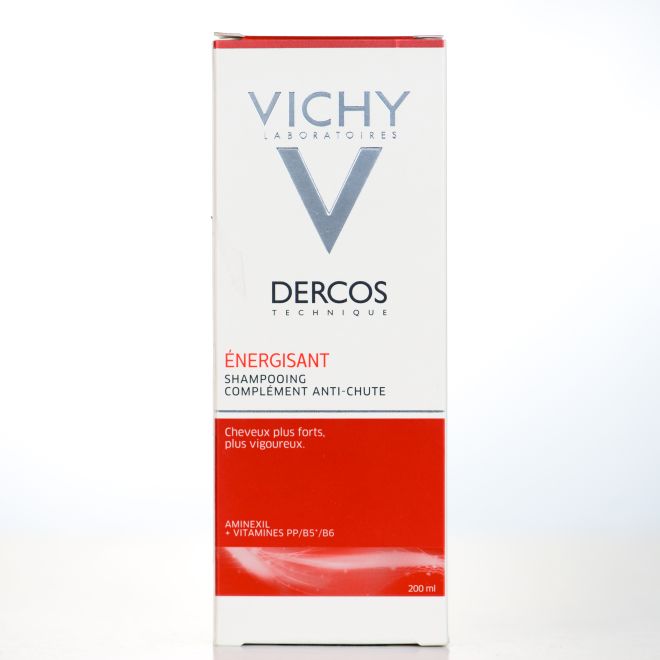 VICHY
LABORATOIRES
V
DERCOS
TECHNIQUE
ÉNERGISANT
SHAMPOOING
COMPLÉMENT ANTI-CHUTE
Cheveux plus forts,
plus vigoureux.
AMINEXIL
+ VITAMINES PP/B5*/B6
200 ml